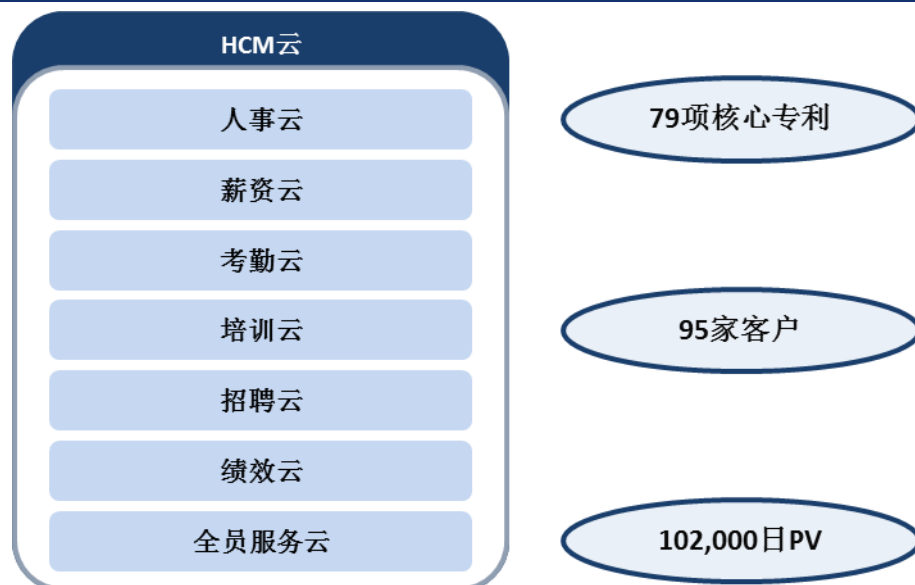 HCM云
人事云
薪资云
考勤云
培训云
招聘云
绩效云
全员服务云
79项核心专利
95家客户
102,000日PV